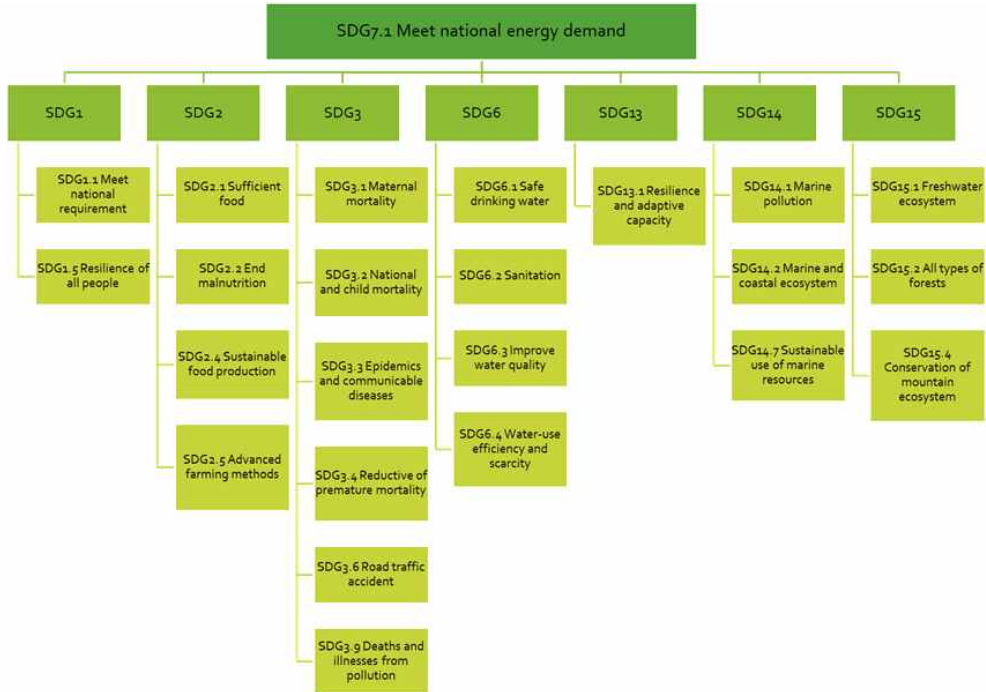 SDG7.1 Meet national energy demand
SDG1
SDG2
SDG3
SDG6
SDG13
SDG14
SDG15
SDG1.1 Meet
national
requirement
SDG1.5 Resilience of
all people
SDG2.1 Sufficient
food
SDG2.2 End
malnutrition
SDG2.4 Sustainable
food production
SDG2.5 Advanced
farming methods
SDG3.1 Maternal
mortality
SDG3.2 National
and child mortality
SDG3.3 Epidemics
and communicable
diseases
SDG3.4 Reductive of
premature mortality
SDG3.6 Road traffic
accident
SDG3.9 Deaths and
illnesses from
pollution
SDG6.1 Safe
drinking water
SDG6.2 Sanitation
SDG6.3 Improve
water quality
SDG6.4 Water-use
efficiency and
scarcity
SDG13.1 Resilience
and adaptive
capacity
SDG14.1 Marine
pollution
SDG14.2 Marine and
coastal ecosystem
SDG14.7 Sustainable
use of marine
resources
SDG15.1 Freshwater
ecosystem
SDG15.2 All types of
forests
SDG15.4
Conservation of
mountain
ecosystem